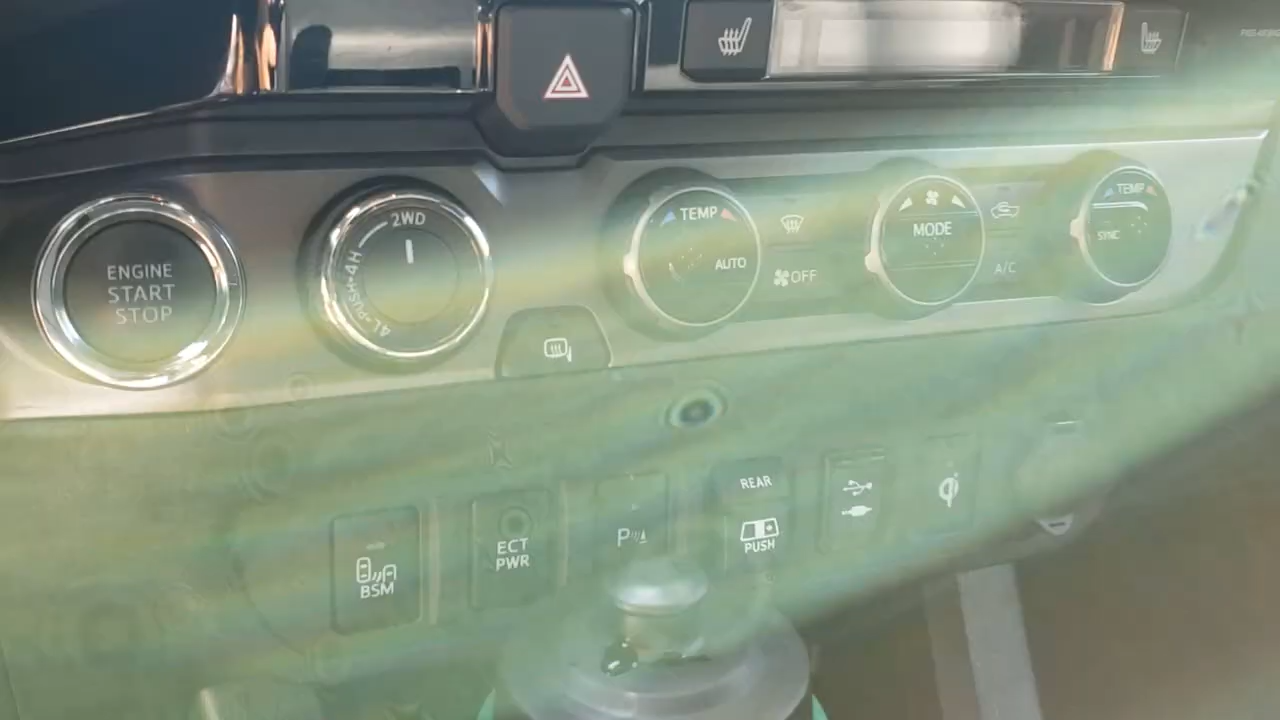 ENGINE
START
STOP
2WD
4L•PUSH•4H
TEMP
AUTO
OFF
MODE
A/C
TEMP
SYNC
BSM
ECT
PWR
P
REAR
PUSH